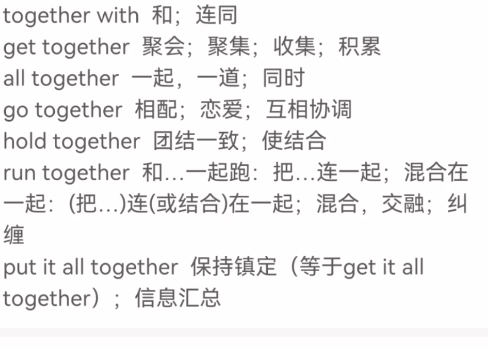 together with 和；连同
get together 聚会；聚集；收集；积累
all together 一起，一道；同时
go together 相配；恋爱；互相协调
hold together 团结一致；使结合
run together 和…一起跑：把…连一起；混合在
一起：(把…)连(或结合)在一起；混合，交融；纠
缠
put it all together 保持镇定（等于get it all
together）；信息汇总